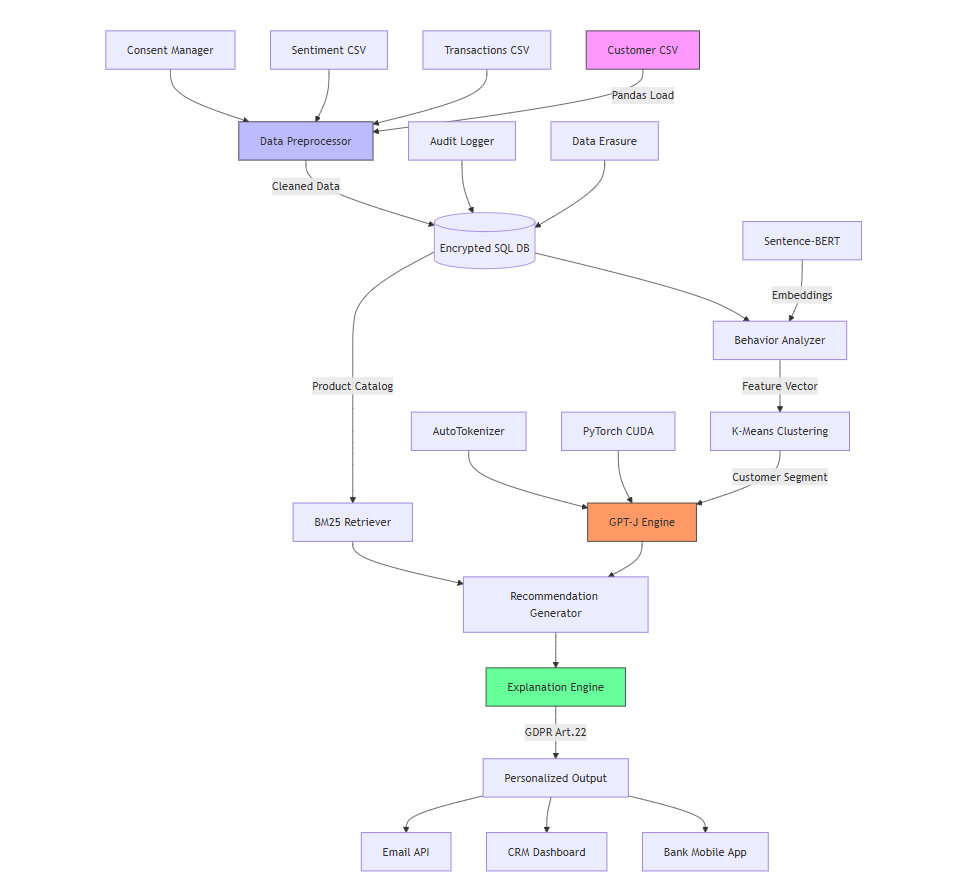 Consent Manager
Sentiment CSV
Transactions CSV
Customer CSV
Pandas Load
Data Preprocessor
Audit Logger
Data Erasure
Cleaned Data
Encrypted SQL DB
Sentence-BERT
Embeddings
Behavior Analyzer
Product Catalog
Feature Vector
AutoTokenizer
PyTorch CUDA
K-Means Clustering
Customer Segment
BM25 Retriever
GPT-J Engine
Recommendation
Generator
Explanation Engine
GDPR Art.22
Personalized Output
Email API
CRM Dashboard
Bank Mobile App